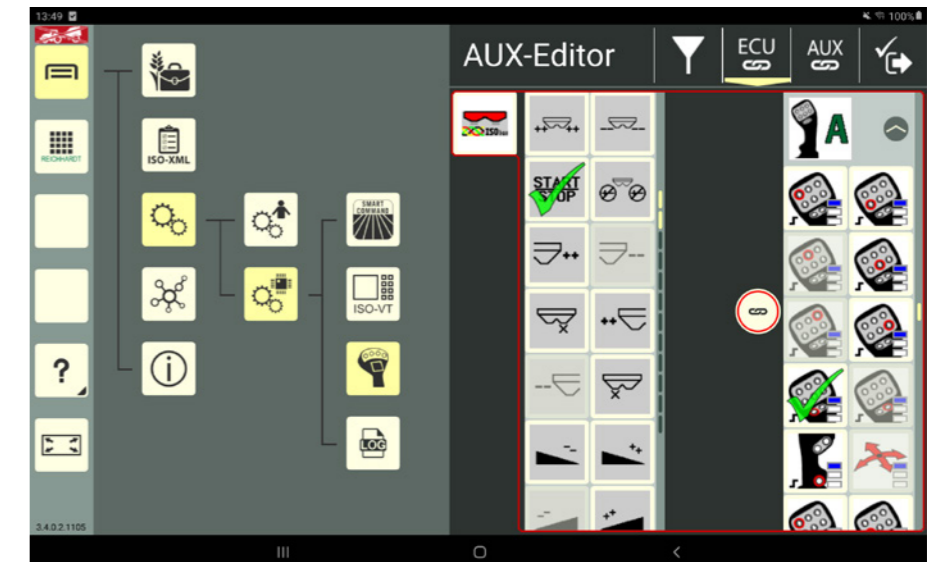 13:49
100%
AUX-Editor
ECU
AUX
REICHHARDT
ISO-XML
SMART
COMMAND
ISO-VT
?
LOG
3.4.0.2.1105
ISO
++ ++
-- --
START
STOP
++
--
++
--
--
++
--
++
A